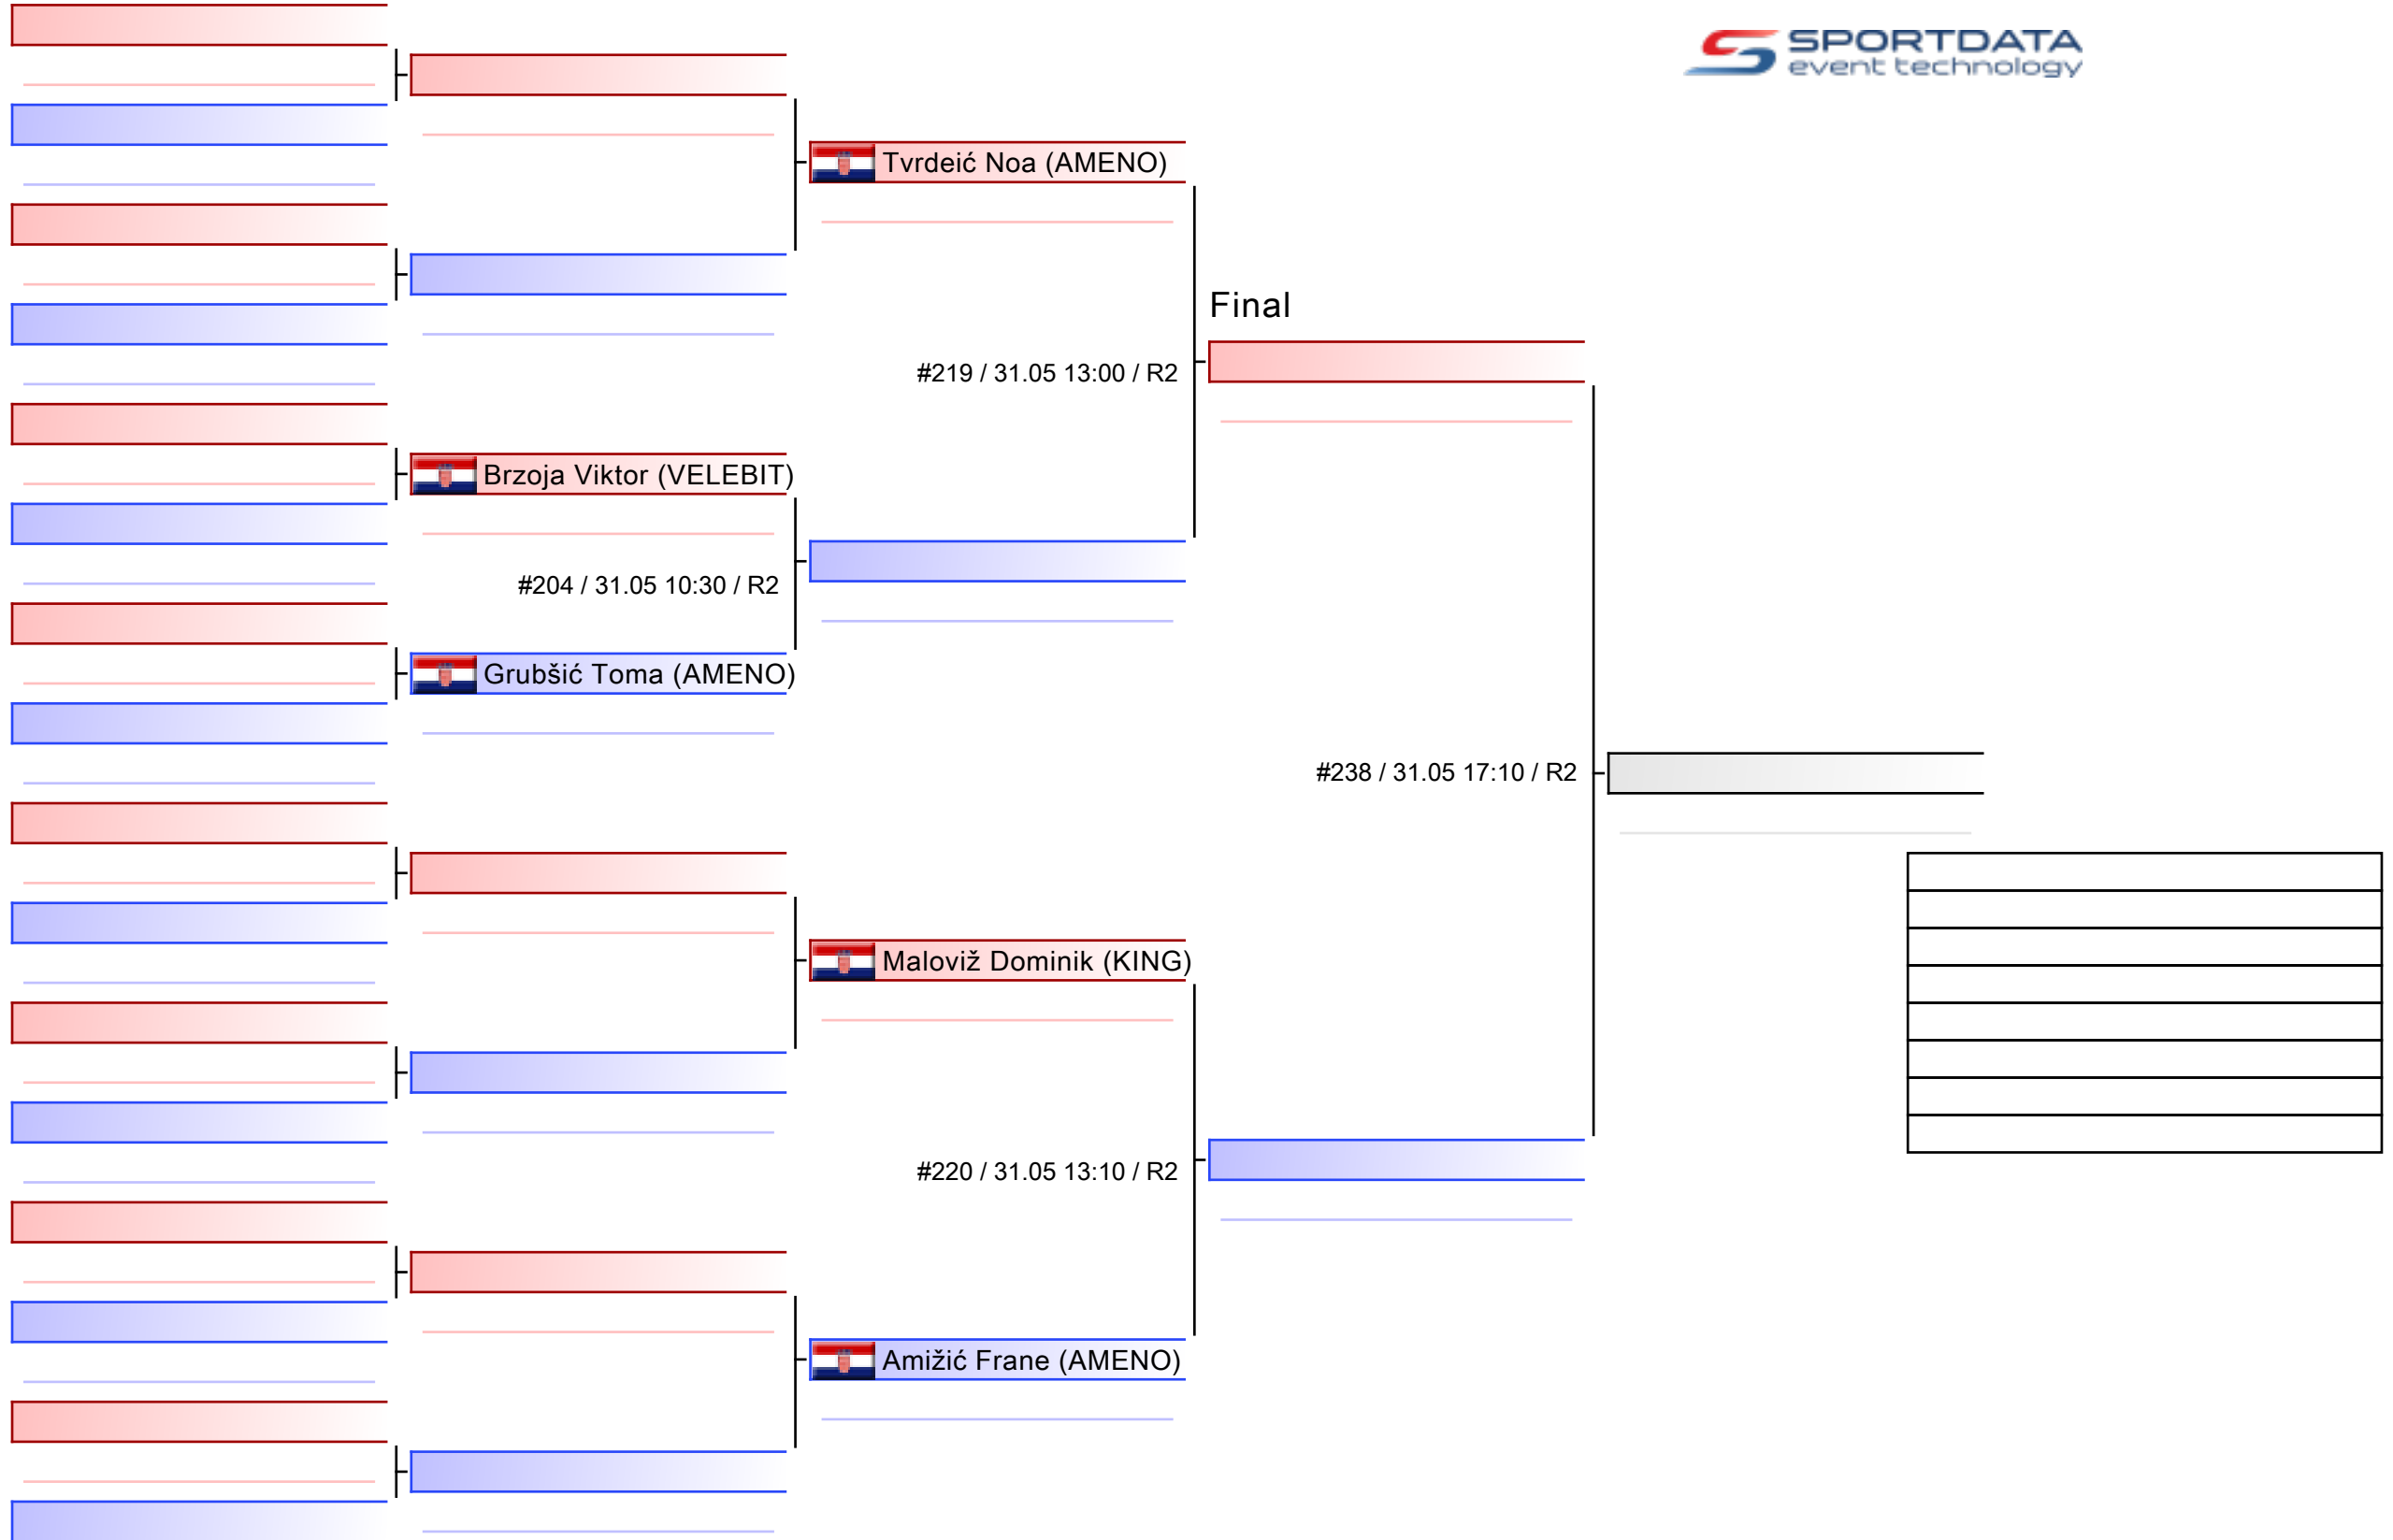 SPORTDATA
event technology
Tvrdeić Noa (AMENO)
Final
#219 / 31.05 13:00 / R2
Brzoja Viktor (VELEBIT)
#204 / 31.05 10:30 / R2
Grubšić Toma (AMENO)
#238 / 31.05 17:10 / R2
Maloviž Dominik (KING)
#220 / 31.05 13:10 / R2
Amižić Frane (AMENO)